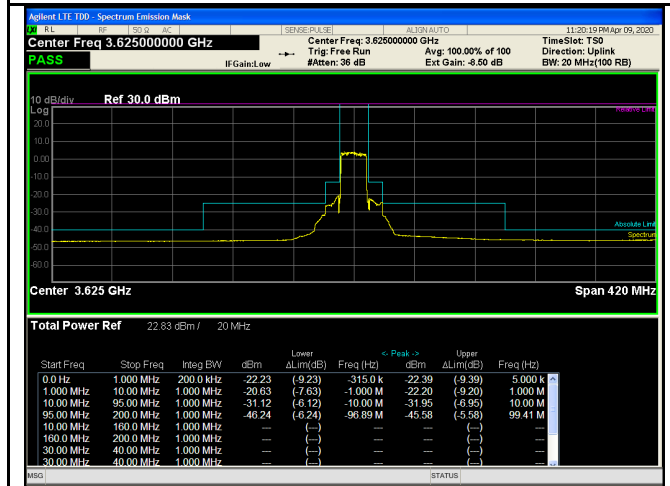 Agilent LTE TDD - Spectrum Emission Mask
LXI RL RF 50 Ω AC SENSE:PULSE ALIGN AUTO 11:20:19 PM Apr 09, 2020
Center Freq 3.625000000 GHz Center Freq: 3.625000000 GHz TimeSlot: TS0
Trig: Free Run Avg: 100.00% of 100 Direction: Uplink
PASS IFGain:Low #Atten: 36 dB Ext Gain: -8.50 dB BW: 20 MHz(100 RB)
10 dB/div Ref 30.0 dBm
Log Relative Limit
20.0
10.0
0.00
-10.0
-20.0
-30.0
-40.0 Absolute Limit
Spectrum
-50.0
-60.0
Center 3.625 GHz Span 420 MHz
Total Power Ref 22.83 dBm / 20 MHz
Lower <- Peak -> Upper
Start Freq Stop Freq Integ BW dBm ΔLim(dB) Freq (Hz) dBm ΔLim(dB) Freq (Hz)
0.0 Hz 1.000 MHz 200.0 kHz -22.23 (-9.23) -315.0 k -22.39 (-9.39) 5.000 k
1.000 MHz 10.00 MHz 1.000 MHz -20.63 (-7.63) -1.000 M -22.20 (-9.20) 1.000 M
10.00 MHz 95.00 MHz 1.000 MHz -31.12 (-6.12) -10.00 M -31.95 (-6.95) 10.00 M
95.00 MHz 200.0 MHz 1.000 MHz -46.24 (-6.24) -96.89 M -45.58 (-5.58) 99.41 M
10.00 MHz 160.0 MHz 1.000 MHz --- (---) --- --- (---) ---
160.0 MHz 200.0 MHz 1.000 MHz --- (---) --- --- (---) ---
30.00 MHz 40.00 MHz 1.000 MHz --- (---) --- --- (---) ---
30.00 MHz 40.00 MHz 1.000 MHz --- (---) --- --- (---) ---
MSG STATUS